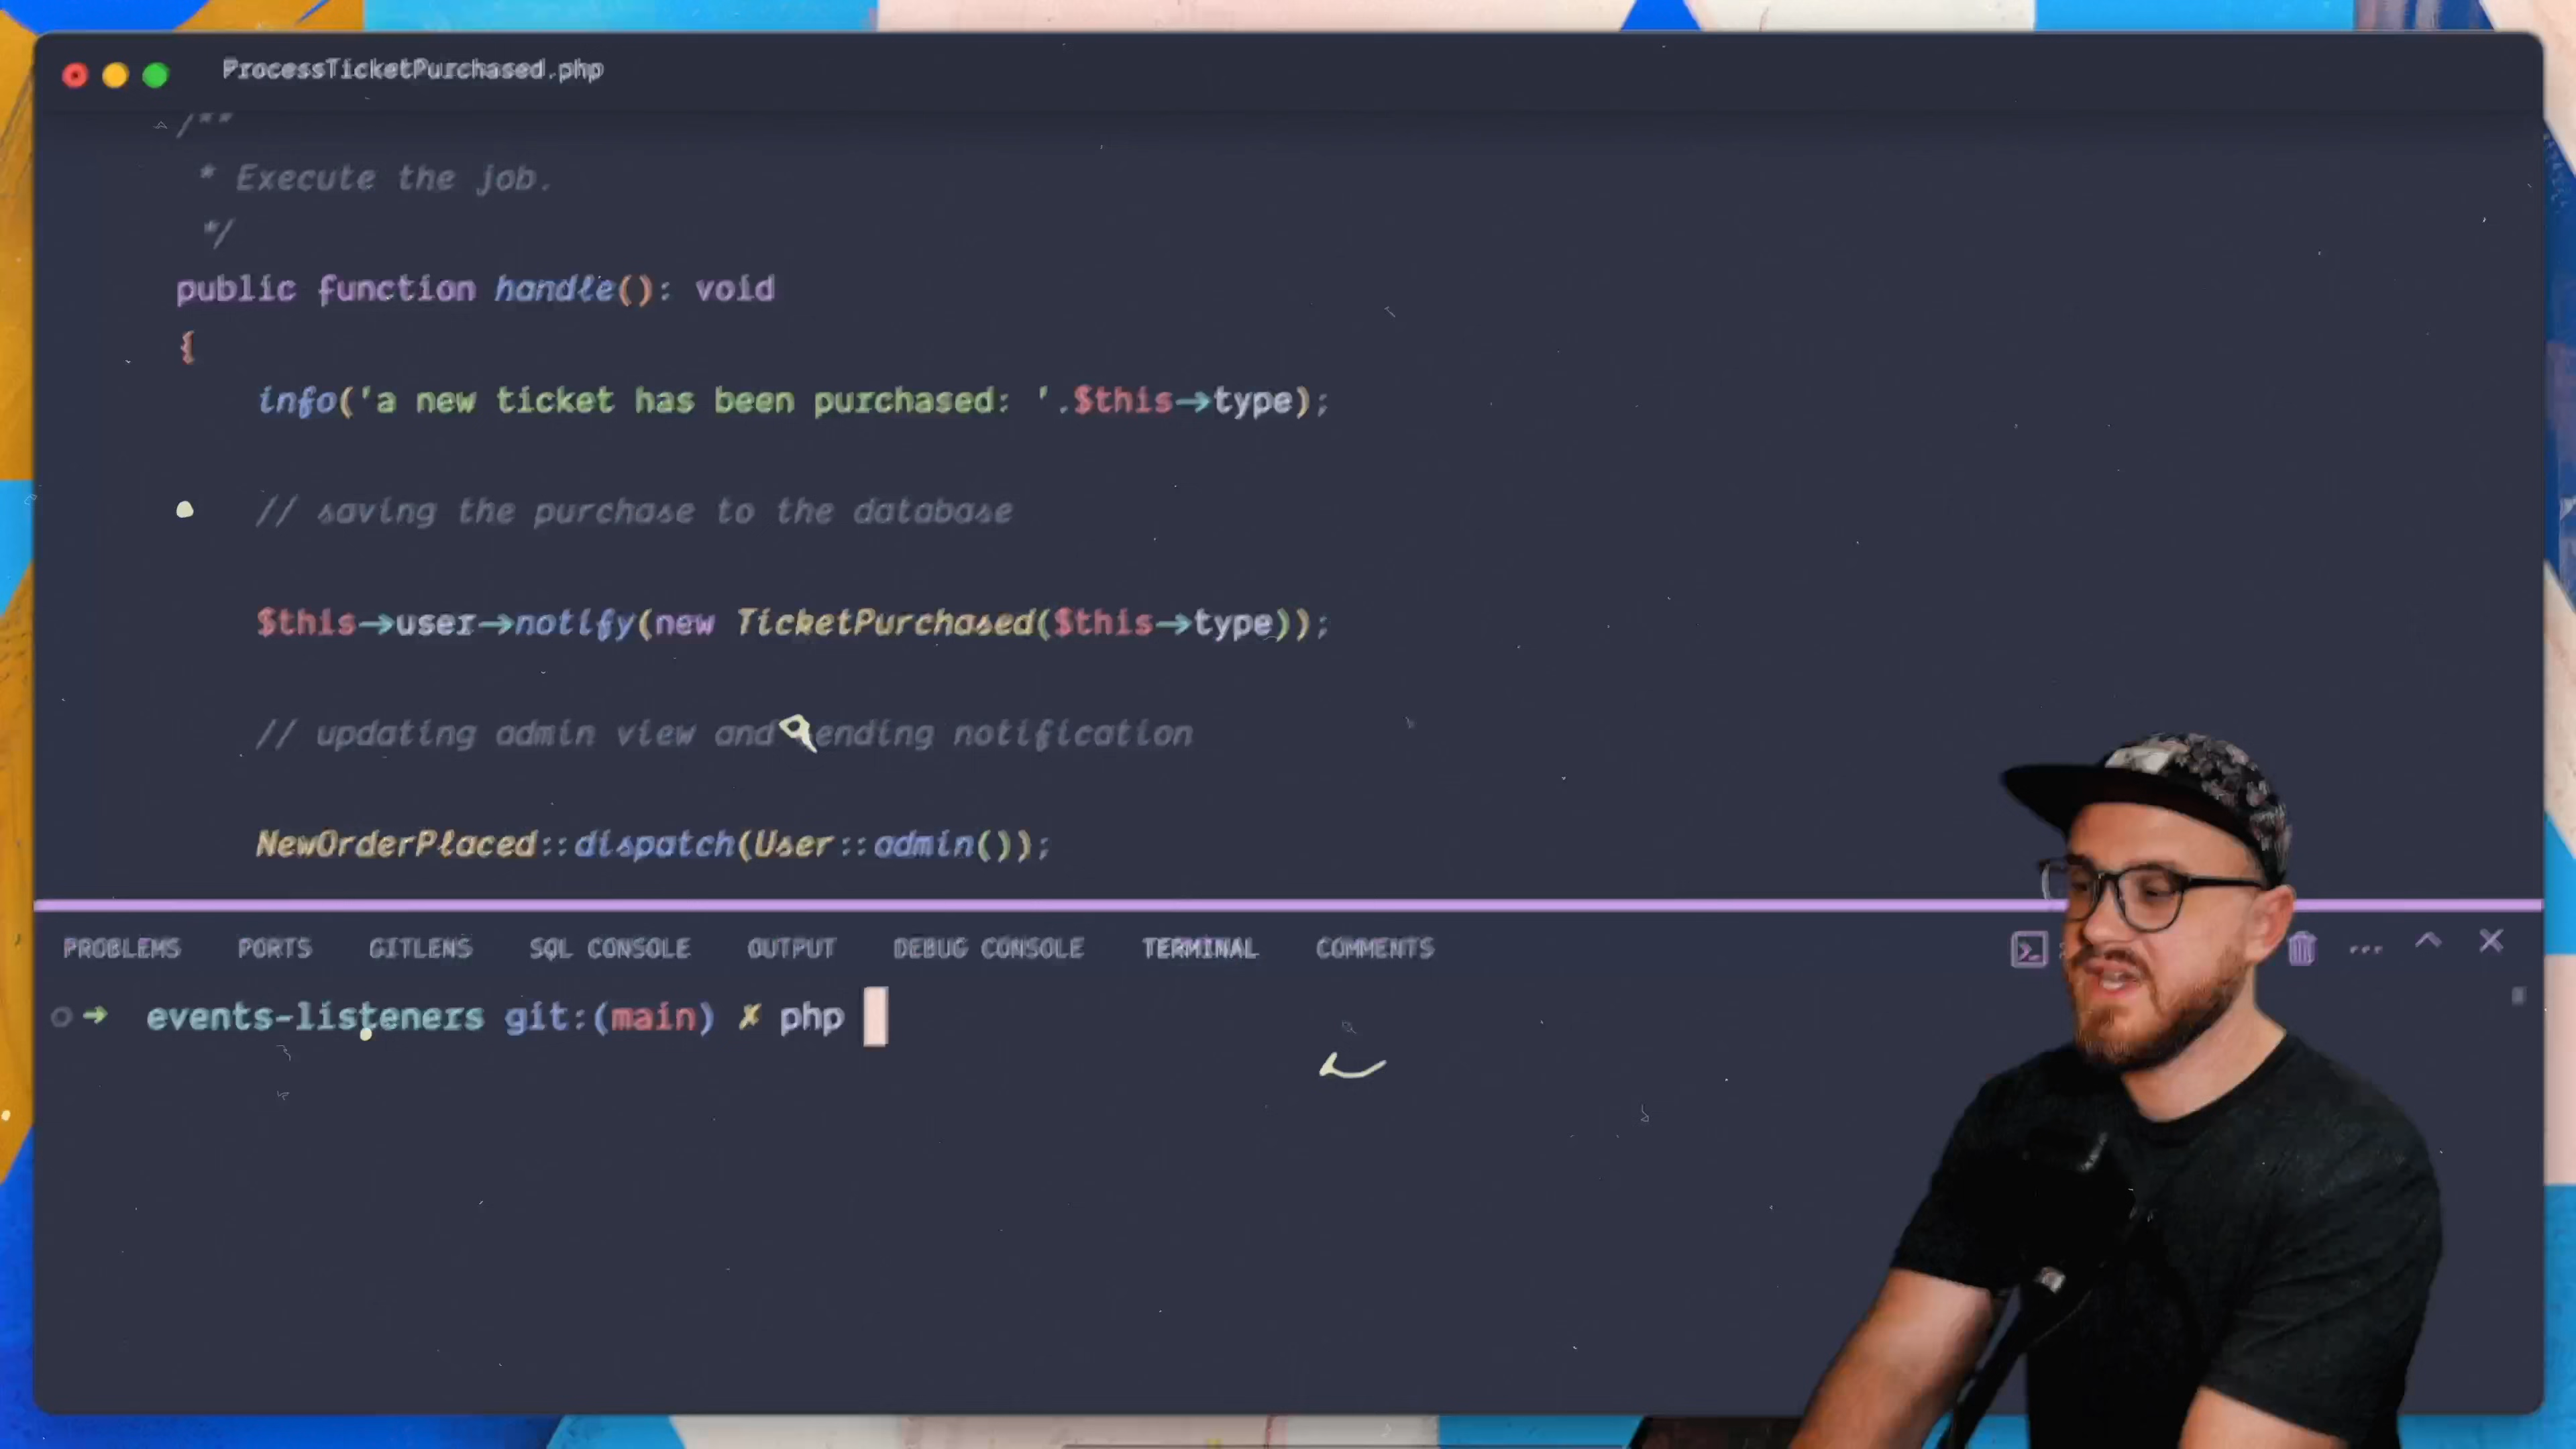 ProcessTicketPurchased.php
/**
* Execute the job.
*/
public function handle(): void
{
info('a new ticket has been purchased: '.$this→type);
// saving the purchase to the database
$this→user→notify(new TicketPurchased($this→type));
// updating admin view and ending notification
NewOrderPlaced::dispatch(User::admin());
PROBLEMS PORTS GITLENS SQL CONSOLE OUTPUT DEBUG CONSOLE TERMINAL COMMENTS
→ events-listeners git:(main) ✗ php